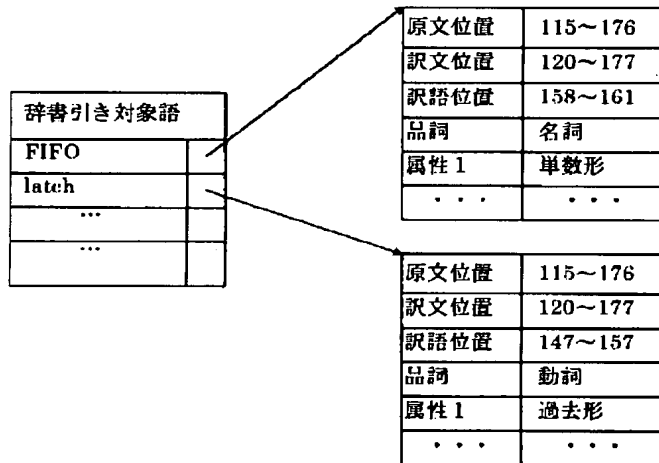 辞書引き対象語
FIFO
latch
…
…
原文位置 115～176
訳文位置 120～177
訳語位置 158～161
品詞 名詞
属性1 単数形
・・・ ・・・
原文位置 115～176
訳文位置 120～177
訳語位置 147～157
品詞 動詞
属性1 過去形
・・・ ・・・